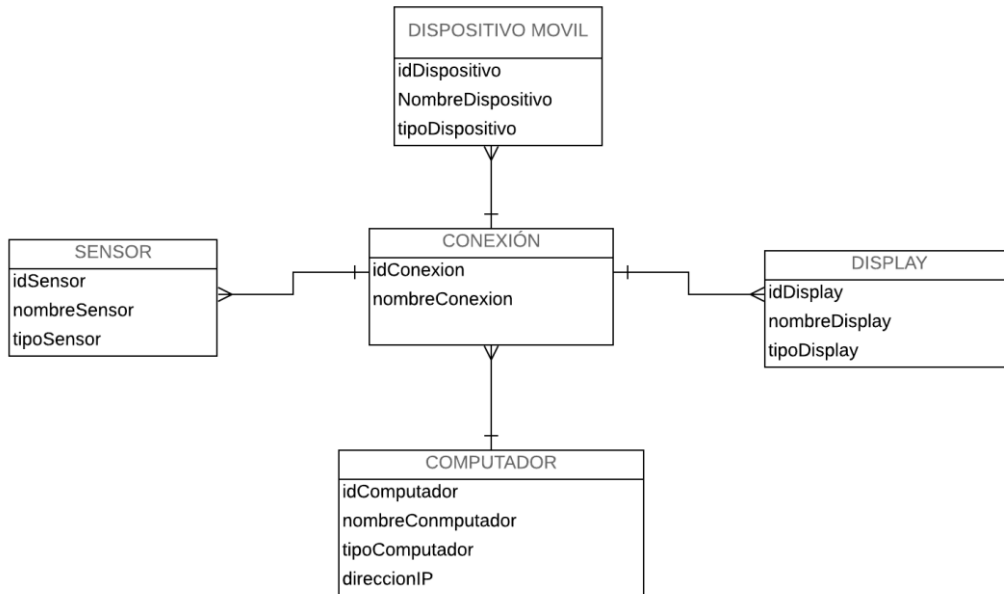 DISPOSITIVO MOVIL
idDispositivo
NombreDispositivo
tipoDispositivo
SENSOR
idSensor
nombreSensor
tipoSensor
CONEXIÓN
idConexion
nombreConexion
DISPLAY
idDisplay
nombreDisplay
tipoDisplay
COMPUTADOR
idComputador
nombreConmputador
tipoComputador
direccionIP